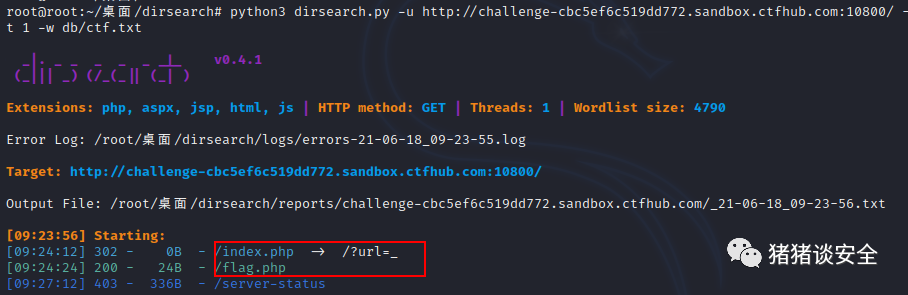 root@root:~/桌面/dirsearch# python3 dirsearch.py -u http://challenge-cbc5ef6c519dd772.sandbox.ctfhub.com:10800/ -
t 1 -w db/ctf.txt
v0.4.1
Extensions: php, aspx, jsp, html, js | HTTP method: GET | Threads: 1 | Wordlist size: 4790
Error Log: /root/桌面/dirsearch/logs/errors-21-06-18_09-23-55.log
Target: http://challenge-cbc5ef6c519dd772.sandbox.ctfhub.com:10800/
Output File: /root/桌面/dirsearch/reports/challenge-cbc5ef6c519dd772.sandbox.ctfhub.com/_21-06-18_09-23-56.txt
[09:23:56] Starting:
[09:24:12] 302 -    0B  - /index.php  ->  /?url=_
[09:24:24] 200 -   24B  - /flag.php
[09:27:12] 403 -  336B  - /server-status
猪猪谈安全